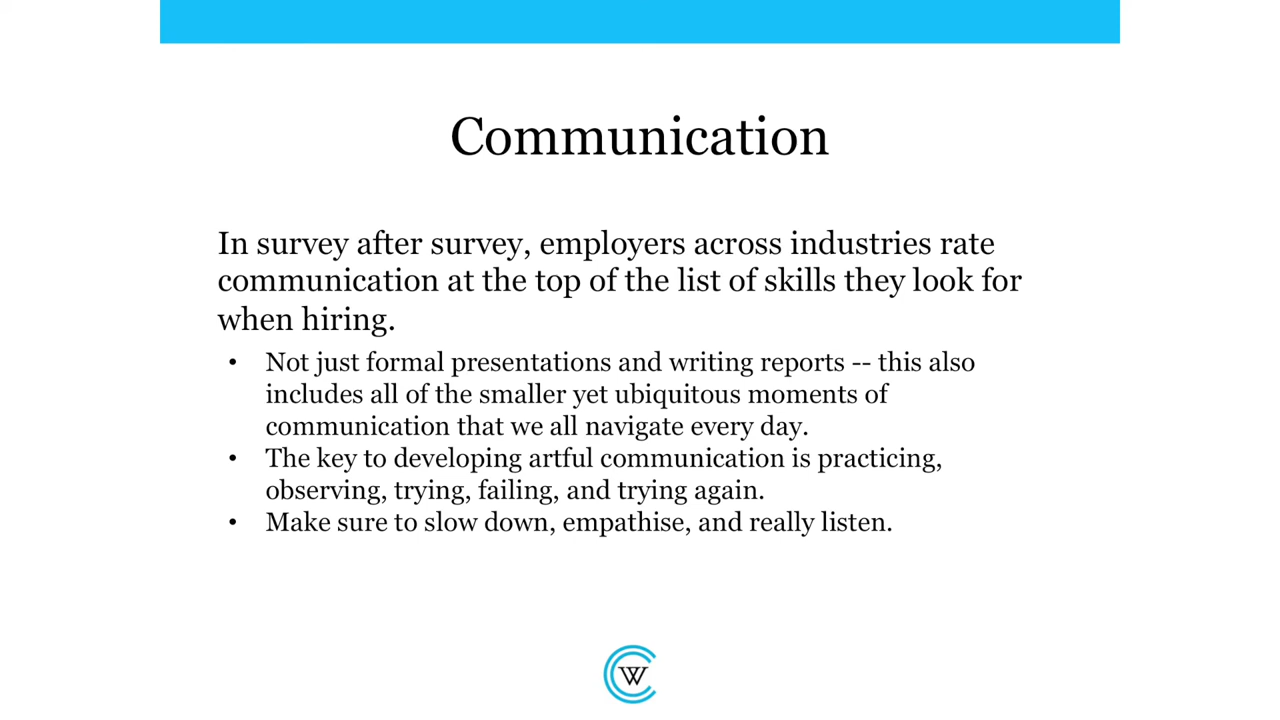 Communication
In survey after survey, employers across industries rate
communication at the top of the list of skills they look for
when hiring.
• Not just formal presentations and writing reports -- this also
includes all of the smaller yet ubiquitous moments of
communication that we all navigate every day.
• The key to developing artful communication is practicing,
observing, trying, failing, and trying again.
• Make sure to slow down, empathise, and really listen.
W